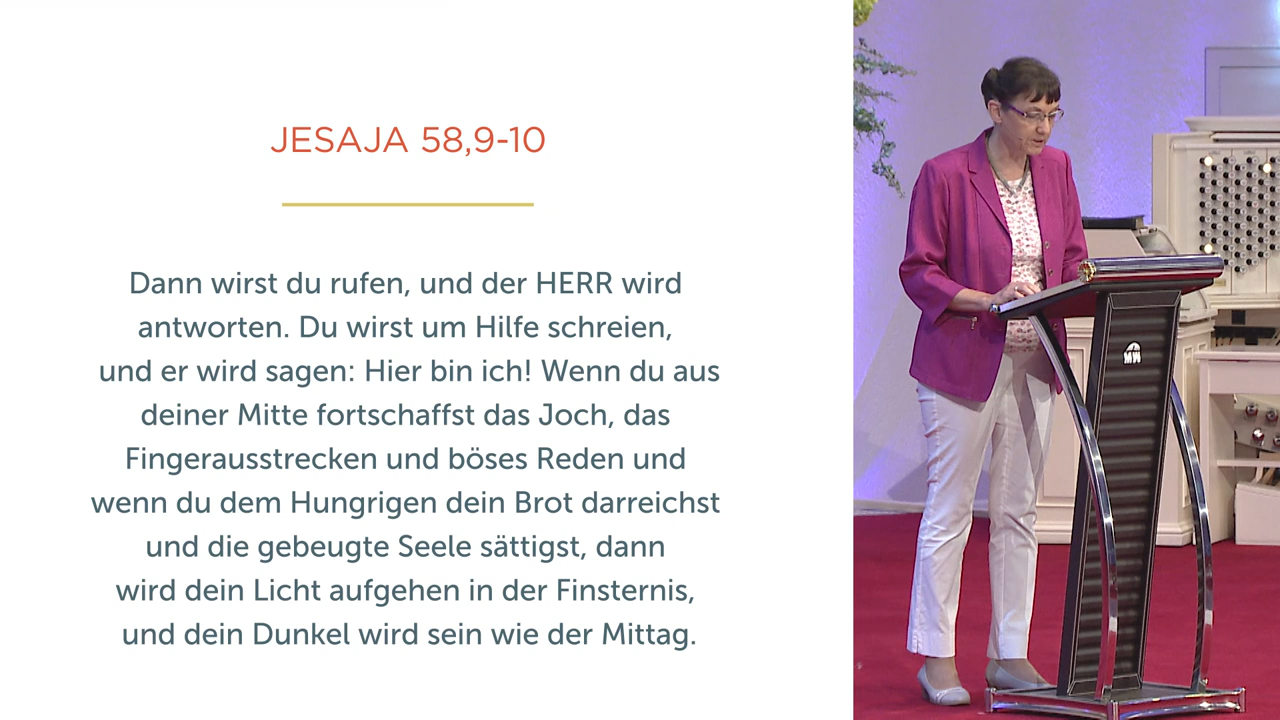 JESAJA 58,9-10
Dann wirst du rufen, und der HERR wird
antworten. Du wirst um Hilfe schreien,
und er wird sagen: Hier bin ich! Wenn du aus
deiner Mitte fortschaffst das Joch, das
Fingerausstrecken und böses Reden und
wenn du dem Hungrigen dein Brot darreichst
und die gebeugte Seele sättigst, dann
wird dein Licht aufgehen in der Finsternis,
und dein Dunkel wird sein wie der Mittag.